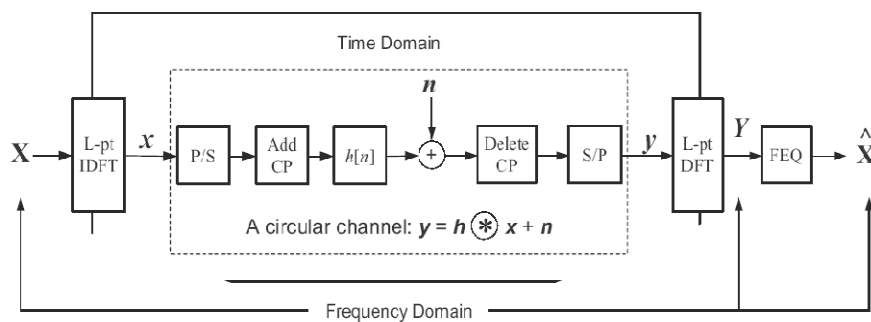 Time Domain
n
X
L-pt
IDFT
x
P/S
Add
CP
h[n]
+
Delete
CP
S/P
y
L-pt
DFT
Y
FEQ
X̂
A circular channel: y = h ⊛ x + n
Frequency Domain